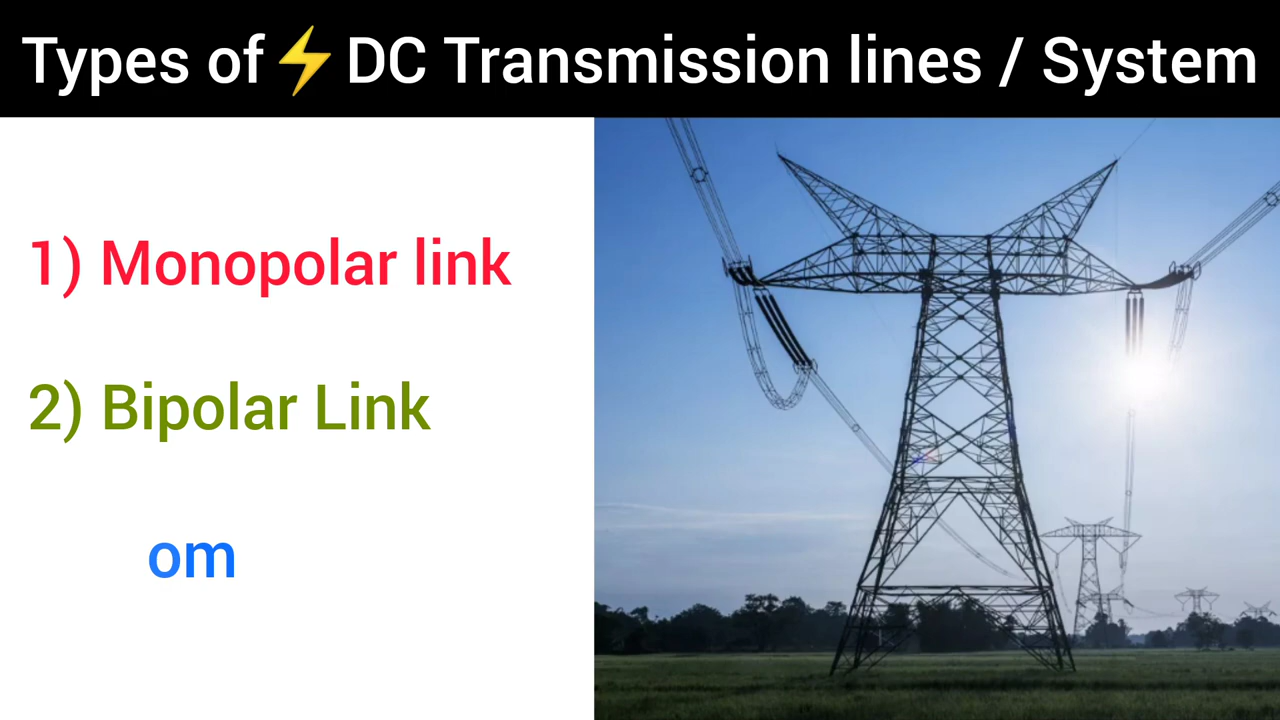 Types of⚡DC Transmission lines / System
1) Monopolar link
2) Bipolar Link
om